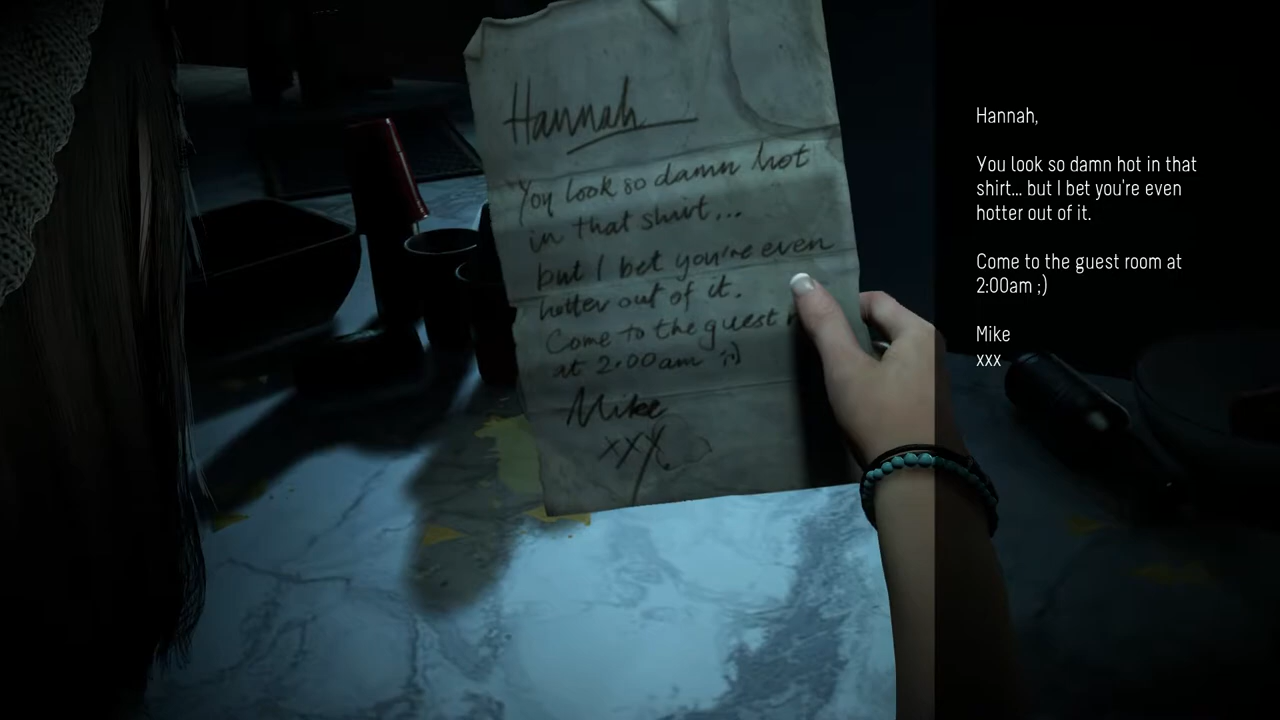 Hannah
You look so damn hot
in that shirt...
but I bet you're even
hotter out of it.
Come to the guest
at 2:00am ;)
Mike
xxx
Hannah,
You look so damn hot in that
shirt... but I bet you're even
hotter out of it.
Come to the guest room at
2:00am ;)
Mike
xxx